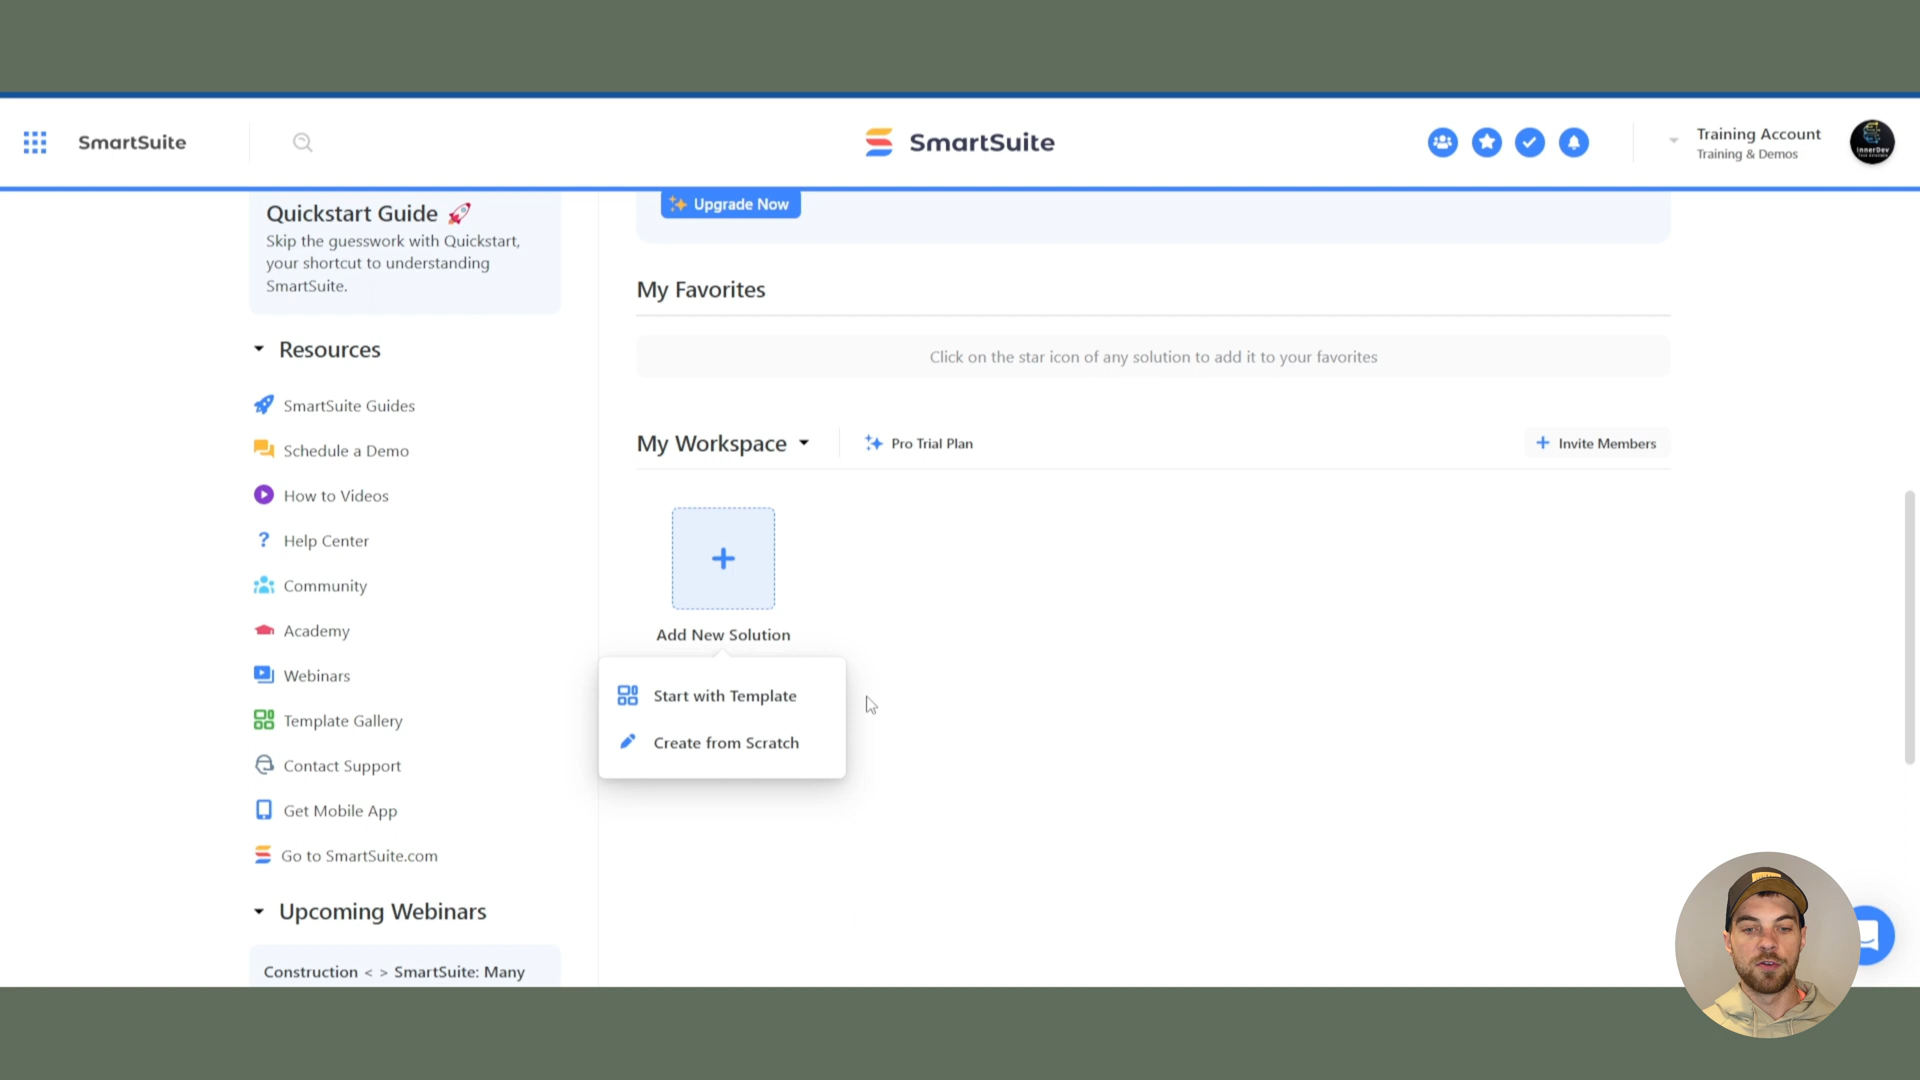 SmartSuite
SmartSuite
Training Account
Training & Demos
InnerDev
Quickstart Guide
Skip the guesswork with Quickstart,
your shortcut to understanding
SmartSuite.
Resources
SmartSuite Guides
Schedule a Demo
How to Videos
Help Center
Community
Academy
Webinars
Template Gallery
Contact Support
Get Mobile App
Go to SmartSuite.com
Upcoming Webinars
Construction < > SmartSuite: Many
Upgrade Now
My Favorites
Click on the star icon of any solution to add it to your favorites
My Workspace
Pro Trial Plan
Invite Members
Add New Solution
Start with Template
Create from Scratch